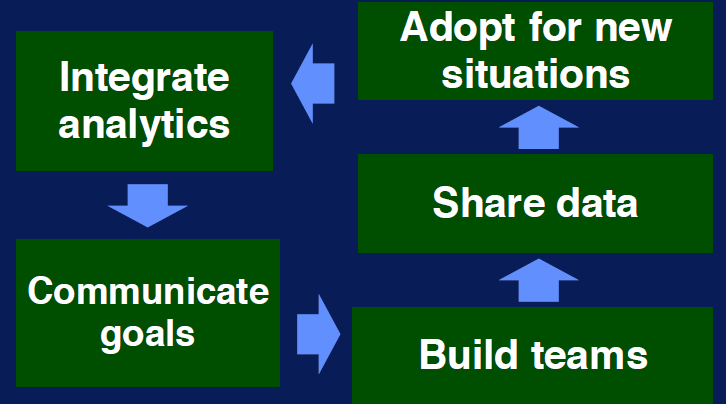 Integrate
analytics
Communicate
goals
Build teams
Share data
Adopt for new
situations